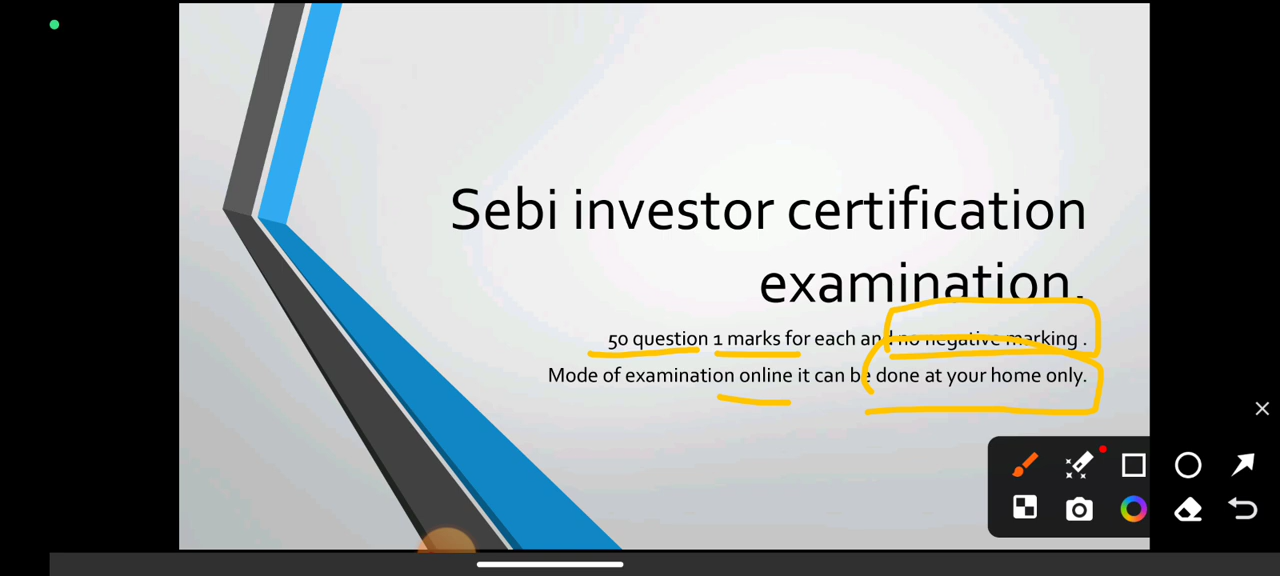 Sebi investor certification
examination.
50 question 1 marks for each and no negative marking .
Mode of examination online it can be done at your home only.